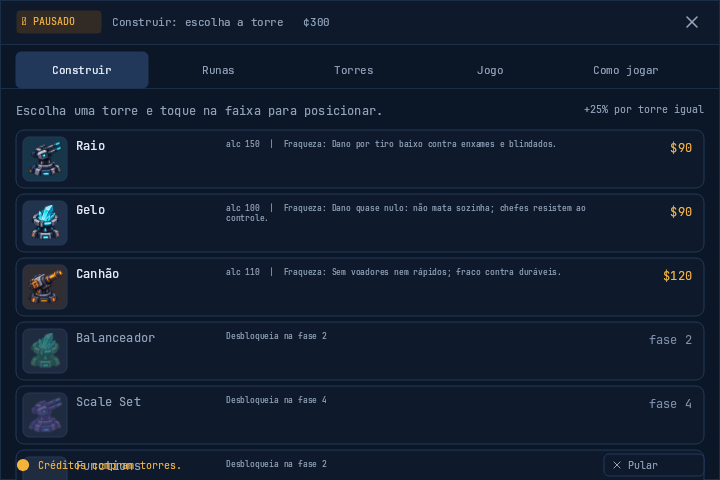 PAUSADO Construir: escolha a torre $300
Construir Runas Torres Jogo Como jogar
Escolha uma torre e toque na faixa para posicionar. +25% por torre igual
Raio alc 150 | Fraqueza: Dano por tiro baixo contra enxames e blindados. $90
Gelo alc 100 | Fraqueza: Dano quase nulo: não mata sozinha; chefes resistem ao $90
controle.
Canhão alc 110 | Fraqueza: Sem voadores nem rápidos; fraco contra duráveis. $120
Balanceador Desbloqueia na fase 2 fase 2
Scale Set Desbloqueia na fase 4 fase 4
Functions Desbloqueia na fase 2
Créditos compram torres. Pular